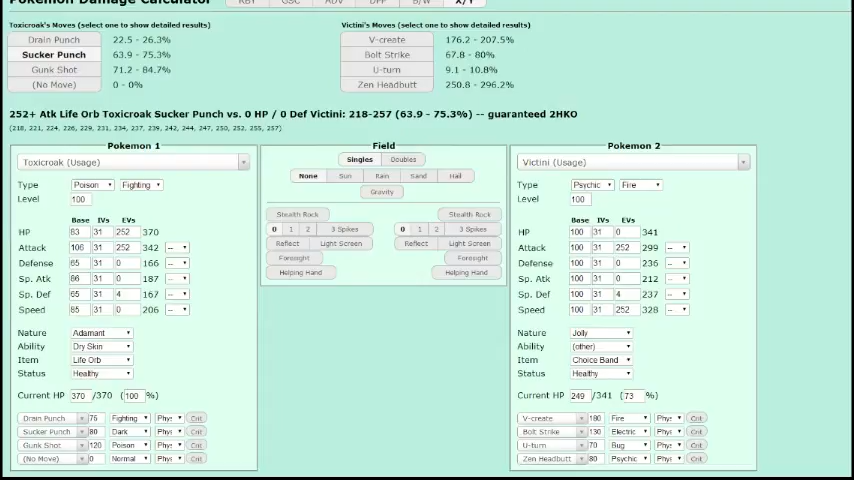 Pokemon Damage Calculator RBY GSC ADV DPP B/W X/Y
Toxicroak's Moves (select one to show detailed results) Victini's Moves (select one to show detailed results)
Drain Punch 22.5 - 26.3% V-create 176.2 - 207.5%
Sucker Punch 63.9 - 75.3% Bolt Strike 67.8 - 80%
Gunk Shot 71.2 - 84.7% U-turn 9.1 - 10.8%
(No Move) 0 - 0% Zen Headbutt 250.8 - 296.2%
252+ Atk Life Orb Toxicroak Sucker Punch vs. 0 HP / 0 Def Victini: 218-257 (63.9 - 75.3%) -- guaranteed 2HKO
(218, 221, 224, 226, 229, 231, 234, 237, 239, 242, 244, 247, 250, 252, 255, 257)
Pokemon 1
Toxicroak (Usage)
Type Poison Fighting
Level 100
Base IVs EVs
HP 83 31 252 370
Attack 106 31 252 342 --
Defense 65 31 0 166 --
Sp. Atk 86 31 0 187 --
Sp. Def 65 31 4 167 --
Speed 85 31 0 206 --
Nature Adamant
Ability Dry Skin
Item Life Orb
Status Healthy
Current HP 370 /370 (100 %)
Drain Punch 75 Fighting Phys Crit
Sucker Punch 80 Dark Phys Crit
Gunk Shot 120 Poison Phys Crit
(No Move) 0 Normal Phys Crit
Field
Singles Doubles
None Sun Rain Sand Hail
Gravity
Stealth Rock Stealth Rock
0 1 2 3 Spikes 0 1 2 3 Spikes
Reflect Light Screen Reflect Light Screen
Foresight Foresight
Helping Hand Helping Hand
Pokemon 2
Victini (Usage)
Type Psychic Fire
Level 100
Base IVs EVs
HP 100 31 0 341
Attack 100 31 252 299 --
Defense 100 31 0 236 --
Sp. Atk 100 31 0 212 --
Sp. Def 100 31 4 237 --
Speed 100 31 252 328 --
Nature Jolly
Ability (other)
Item Choice Band
Status Healthy
Current HP 249 /341 (73 %)
V-create 180 Fire Phys Crit
Bolt Strike 130 Electric Phys Crit
U-turn 70 Bug Phys Crit
Zen Headbutt 80 Psychic Phys Crit